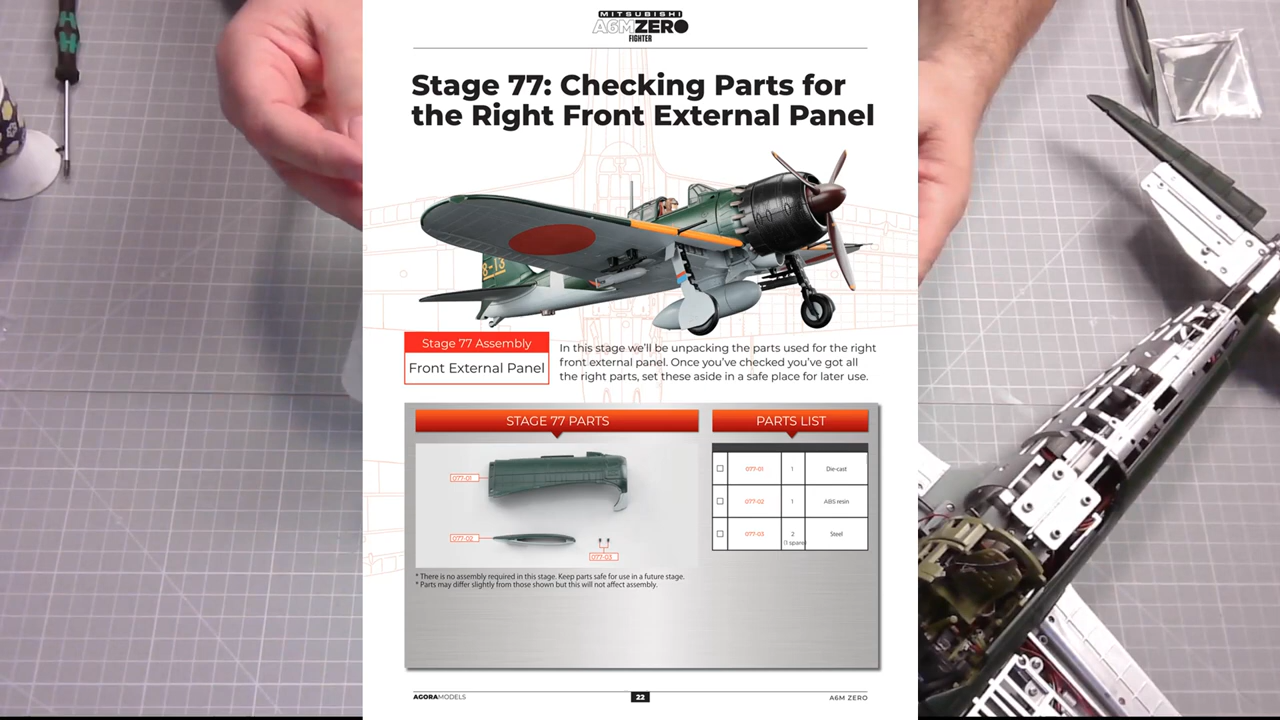 MITSUBISHI
A6MZERO
FIGHTER
Stage 77: Checking Parts for
the Right Front External Panel
8-13
Stage 77 Assembly
Front External Panel
In this stage we'll be unpacking the parts used for the right
front external panel. Once you've checked you've got all
the right parts, set these aside in a safe place for later use.
STAGE 77 PARTS
077-01
077-02
077-03
* There is no assembly required in this stage. Keep parts safe for use in a future stage.
* Parts may differ slightly from those shown but this will not affect assembly.
PARTS LIST
077-01 1 Die-cast
077-02 1 ABS resin
077-03 2 Steel
(1 spare)
AGORAMODELS
22
A6M ZERO